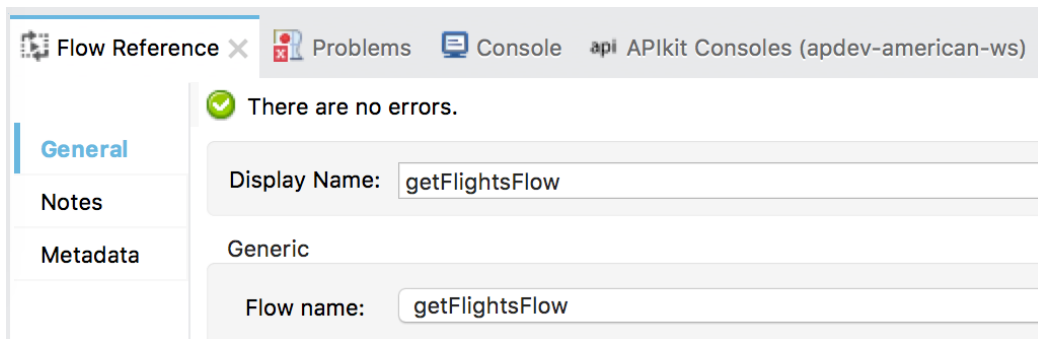 Flow Reference Problems Console api APIkit Consoles (apdev-american-ws)
There are no errors.
General
Display Name: getFlightsFlow
Notes
Generic
Metadata
Flow name: getFlightsFlow